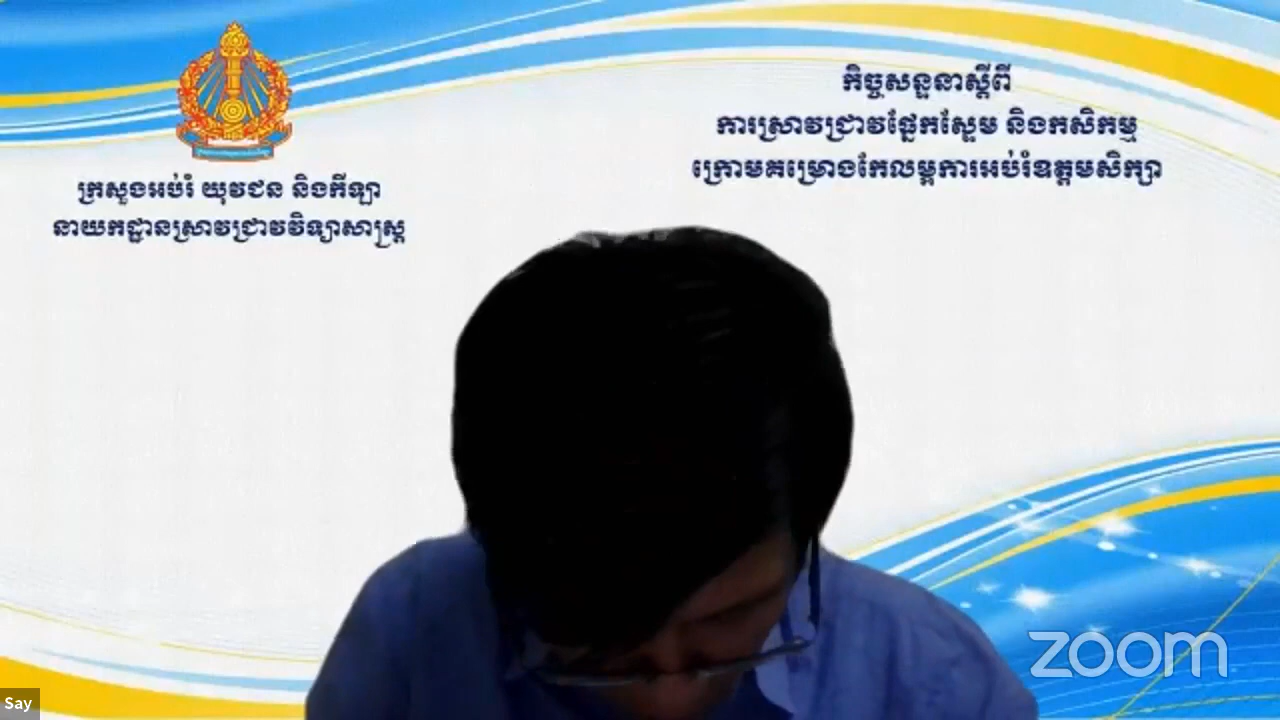 ក្រសួងអប់រំ យុវជន និងកីឡា
នាយកដ្ឋានស្រាវជ្រាវវិទ្យាសាស្ត្រ
កិច្ចសន្ទនាស្តីពី
ការស្រាវជ្រាវផ្នែកស្ទែម និងកសិកម្ម
ក្រោមគម្រោងកែលម្អការអប់រំឧត្តមសិក្សា
Say
zoom